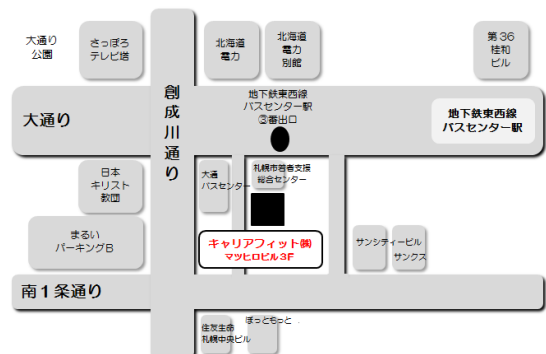 大通り
公園
さっぽろ
テレビ塔
北海道
電力
北海道
電力
別館
第36
桂和
ビル
創成川通り
大通り
地下鉄東西線
バスセンター駅
③番出口
地下鉄東西線
バスセンター駅
日本
キリスト
教団
大通
バスセンター
札幌市若者支援
総合センター
まるい
パーキングB
キャリアフィット㈱
マツヒロビル3F
サンシティービル
サンクス
南1条通り
住友生命
札幌中央ビル
ほっともっと